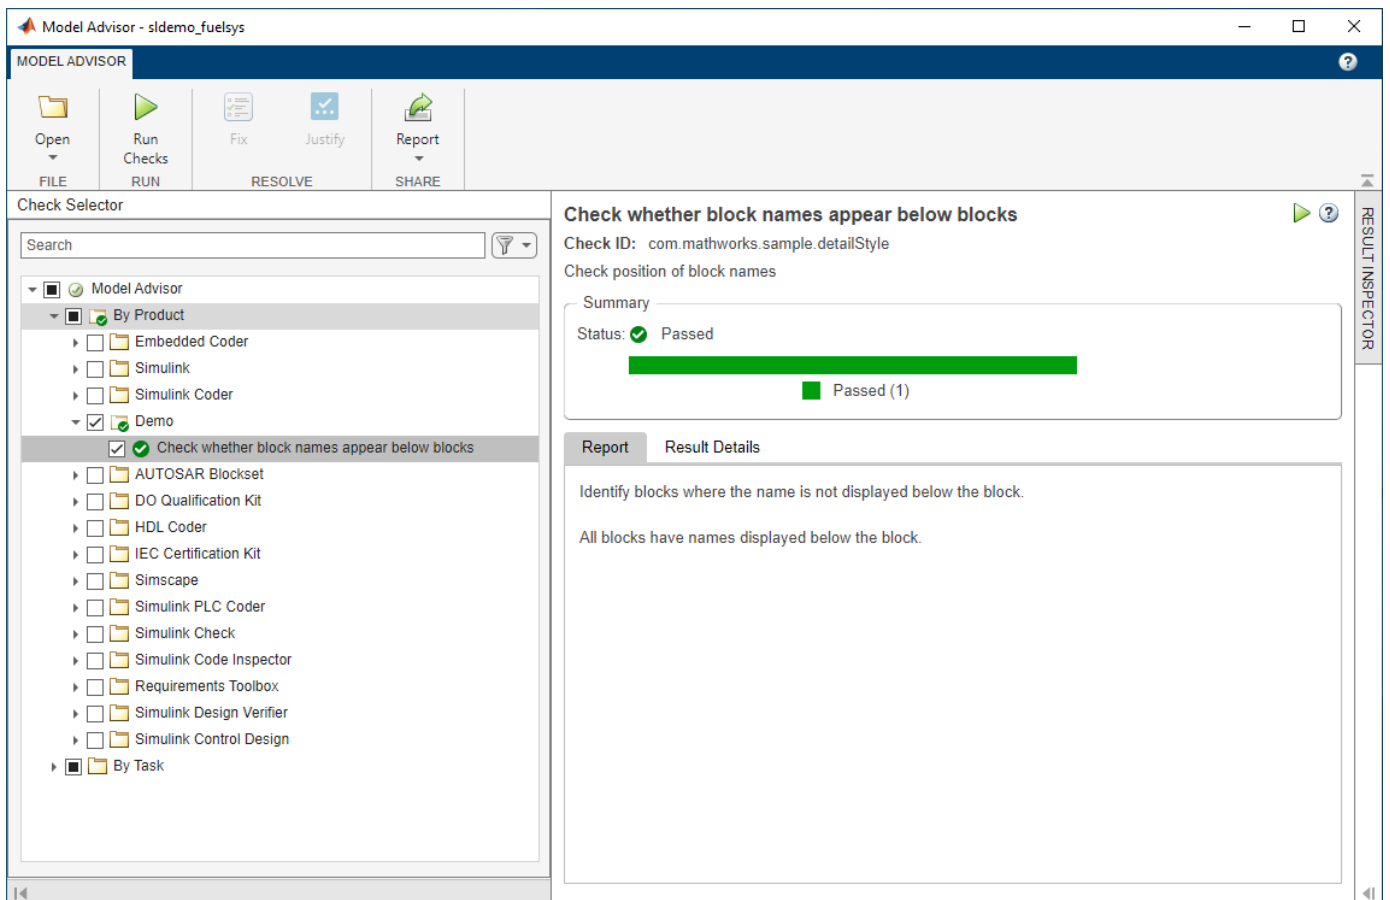 Model Advisor - sldemo_fuelsys
MODEL ADVISOR
Open
Run
Checks
Fix
Justify
Report
FILE
RUN
RESOLVE
SHARE
Check Selector
Search
Model Advisor
By Product
Embedded Coder
Simulink
Simulink Coder
Demo
Check whether block names appear below blocks
AUTOSAR Blockset
DO Qualification Kit
HDL Coder
IEC Certification Kit
Simscape
Simulink PLC Coder
Simulink Check
Simulink Code Inspector
Requirements Toolbox
Simulink Design Verifier
Simulink Control Design
By Task
Check whether block names appear below blocks
Check ID: com.mathworks.sample.detailStyle
Check position of block names
Summary
Status: Passed
Passed (1)
Report
Result Details
Identify blocks where the name is not displayed below the block.
All blocks have names displayed below the block.
RESULT INSPECTOR